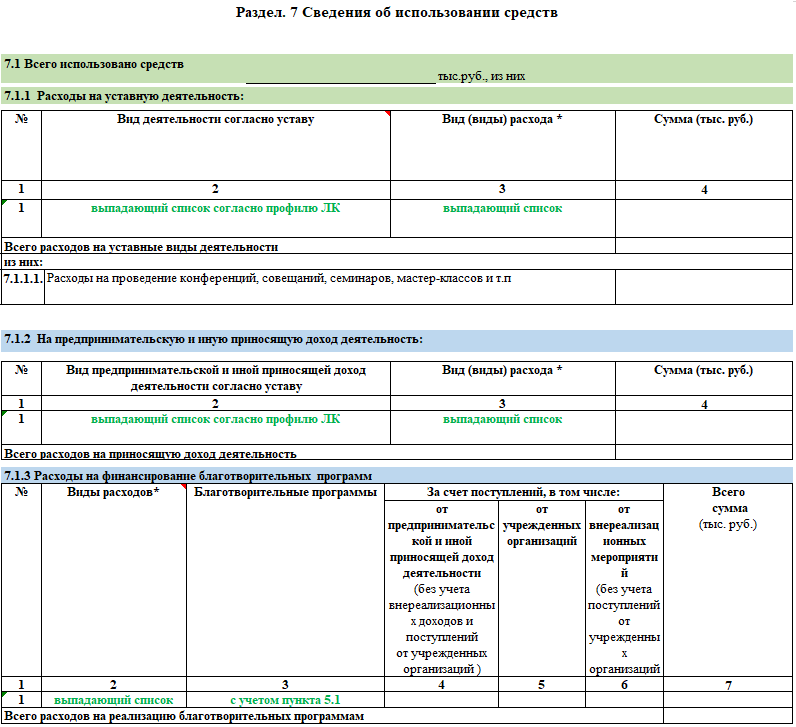 Раздел. 7 Сведения об использовании средств
7.1 Всего использовано средств
тыс.руб., из них
7.1.1 Расходы на уставную деятельность:
№ Вид деятельности согласно уставу Вид (виды) расхода * Сумма (тыс. руб.)
1 2 3 4
1 выпадающий список согласно профилю ЛК выпадающий список
Всего расходов на уставные виды деятельности
из них:
7.1.1.1. Расходы на проведение конференций, совещаний, семинаров, мастер-классов и т.п
7.1.2 На предпринимательскую и иную приносящую доход деятельность:
№ Вид предпринимательской и иной приносящей доход Вид (виды) расхода * Сумма (тыс. руб.)
деятельности согласно уставу
1 2 3 4
1 выпадающий список согласно профилю ЛК выпадающий список
Всего расходов на приносящую доход деятельность
7.1.3 Расходы на финансирование благотворительных программ
№ Виды расходов* Благотворительные программы За счет поступлений, в том числе: Всего
сумма
(тыс. руб.)
от
предпринимательс
кой и иной
приносящей доход
деятельности
(без учета
внереализационны
х доходов и
поступлений
от учрежденных
организаций )
от
учрежденных
организаций
от
внереализац
ионных
мероприяти
й
(без учета
поступлений
от
учрежденны
х
организаций
1 2 3 4 5 6 7
1 выпадающий список с учетом пункта 5.1
Всего расходов на реализацию благотворительных программам